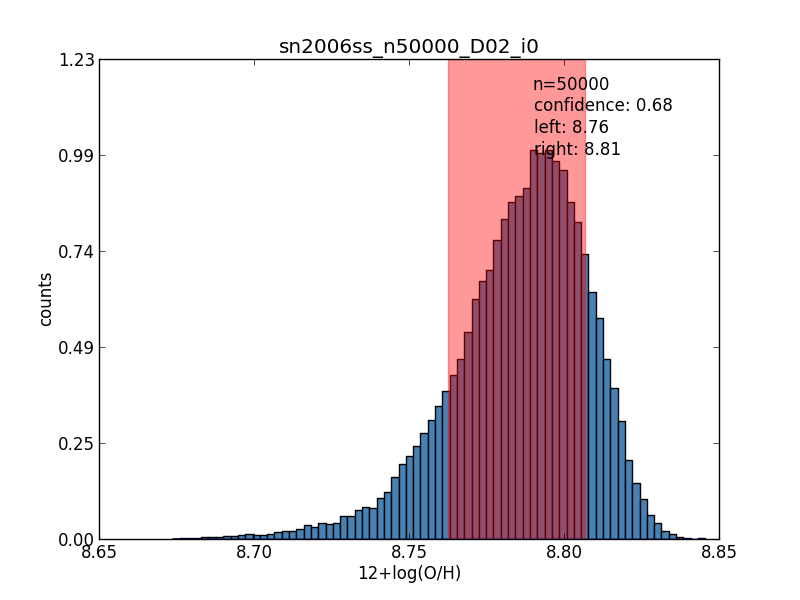 sn2006ss_n50000_D02_i0
1.23
n=50000
confidence: 0.68
left: 8.76
right: 8.81
0.99
0.74
counts
0.49
0.25
0.00
8.65 8.70 8.75 8.80 8.85
12+log(O/H)